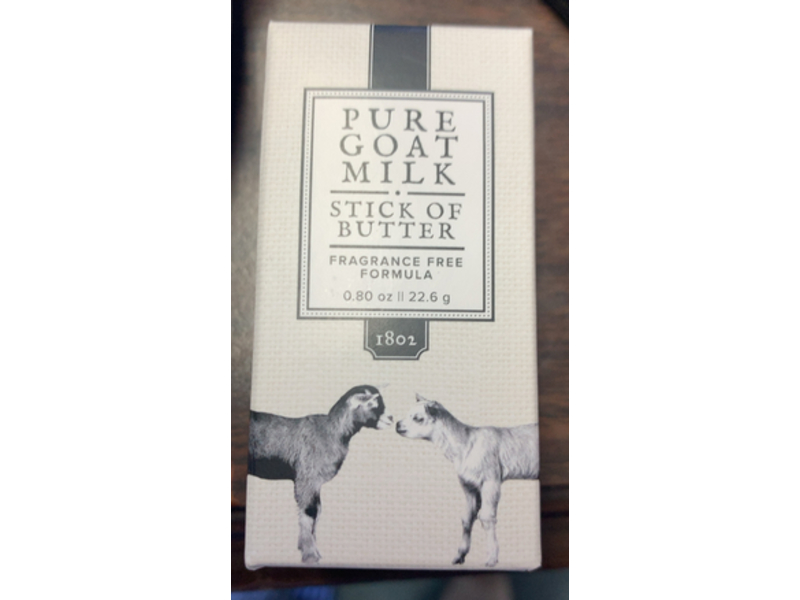 PURE
GOAT
MILK
STICK OF
BUTTER
FRAGRANCE FREE
FORMULA
0.80 oz || 22.6 g
1802